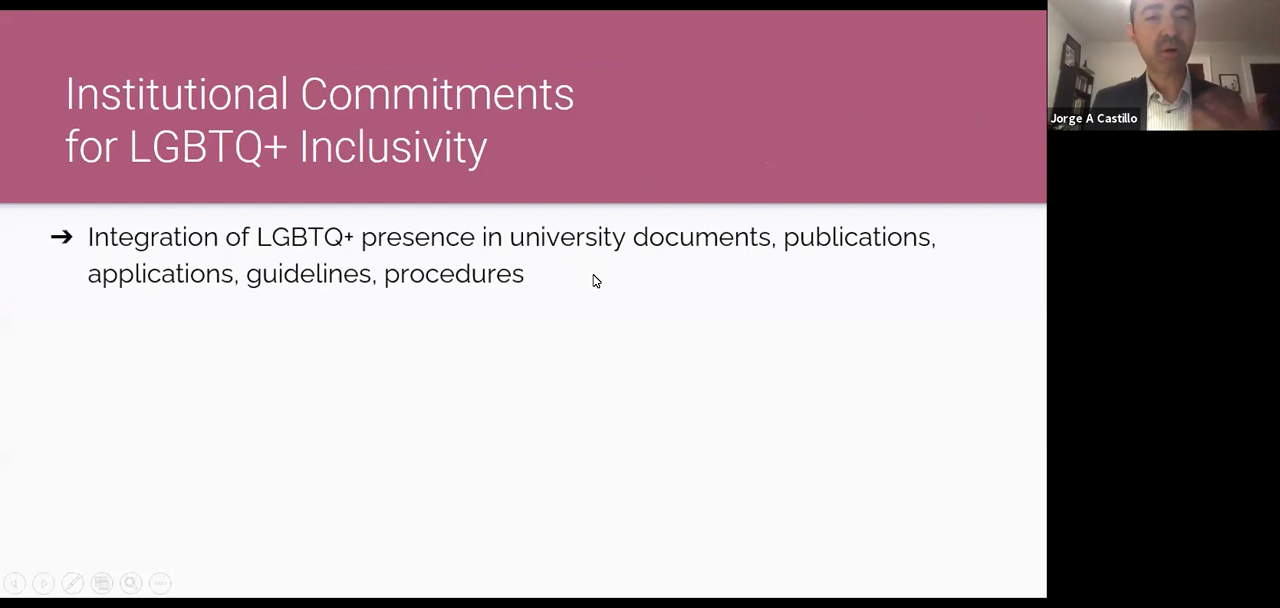 Institutional Commitments
for LGBTQ+ Inclusivity
➔ Integration of LGBTQ+ presence in university documents, publications,
applications, guidelines, procedures
Jorge A Castillo